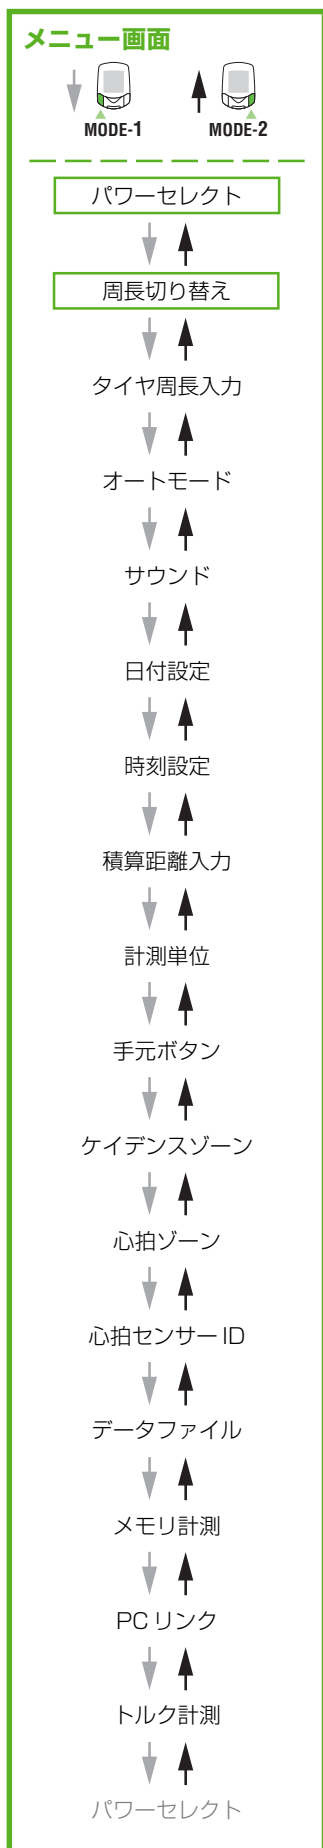 メニュー画面
MODE-1 MODE-2
パワーセレクト
周長切り替え
タイヤ周長入力
オートモード
サウンド
日付設定
時刻設定
積算距離入力
計測単位
手元ボタン
ケイデンスゾーン
心拍ゾーン
心拍センサーID
データファイル
メモリ計測
PCリンク
トルク計測
パワーセレクト